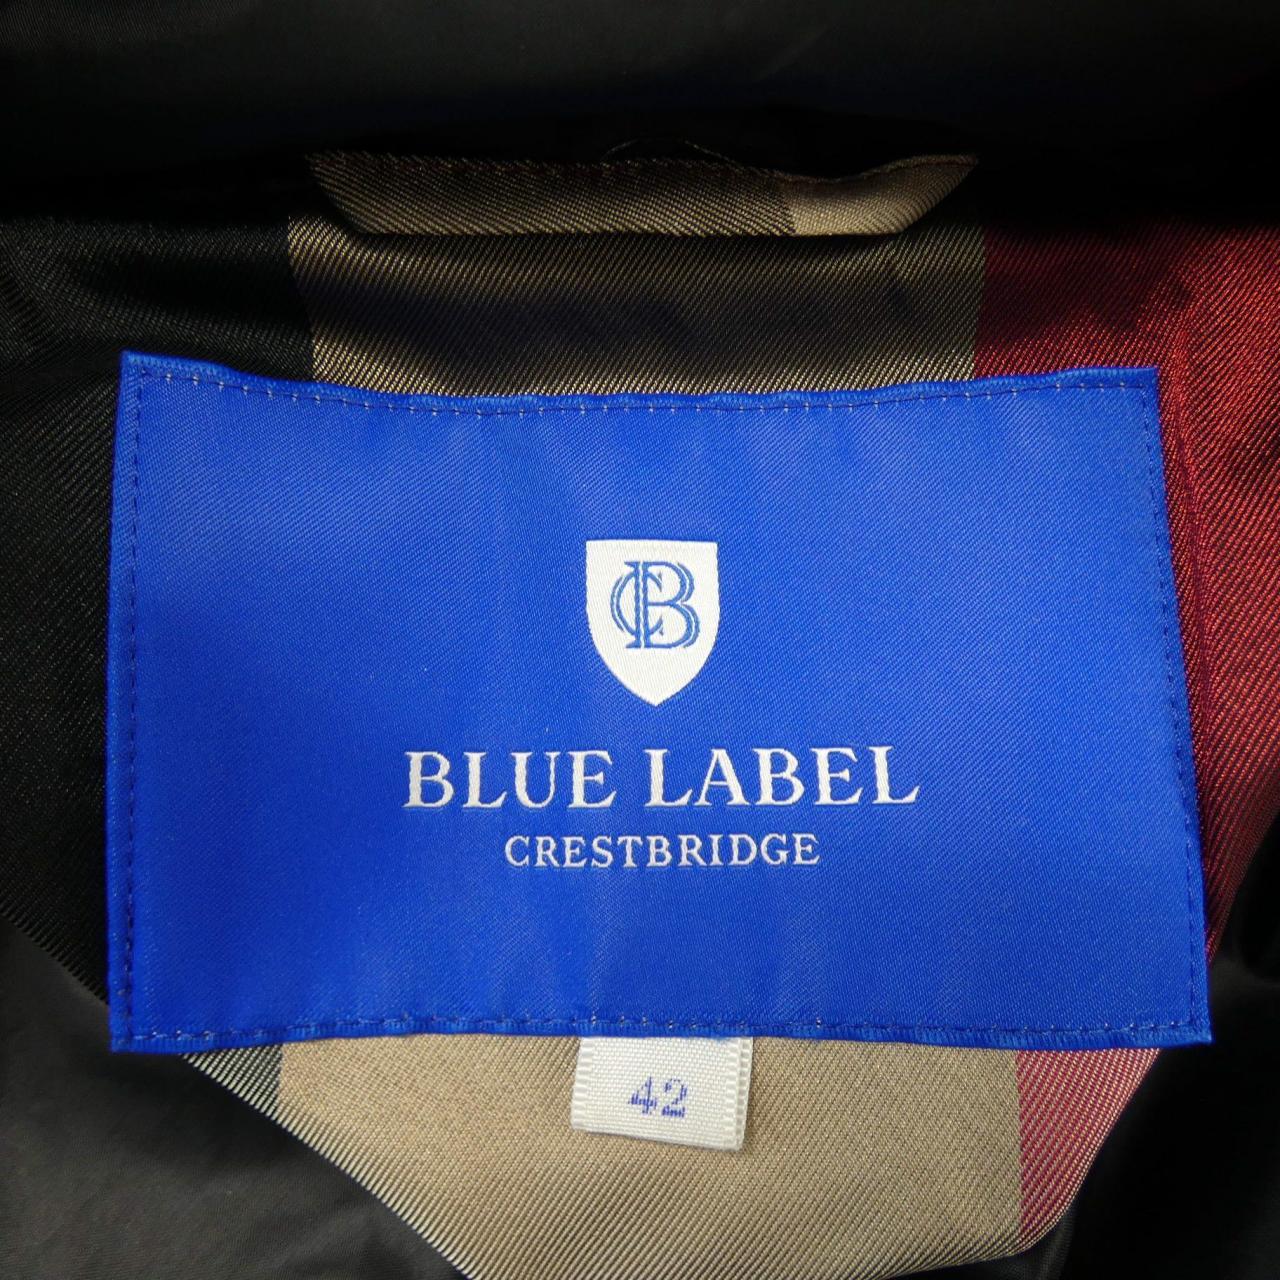 CB
BLUE LABEL
CRESTBRIDGE
42